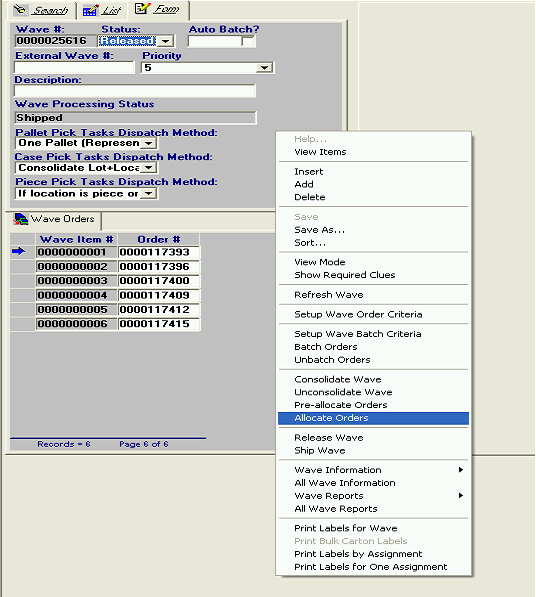 Search List Form
Wave #: Status: Auto Batch?
0000025616 Released
External Wave #: Priority
5
Description:
Wave Processing Status
Shipped
Pallet Pick Tasks Dispatch Method:
One Pallet (Represen
Case Pick Tasks Dispatch Method:
Consolidate Lot+Loca
Piece Pick Tasks Dispatch Method:
If location is piece or
Wave Orders
Wave Item # Order #
0000000001 0000117393
0000000002 0000117396
0000000003 0000117400
0000000004 0000117409
0000000005 0000117412
0000000006 0000117415
Records = 6 Page 6 of 6
Help...
View Items
Insert
Add
Delete
Save
Save As...
Sort...
View Mode
Show Required Clues
Refresh Wave
Setup Wave Order Criteria
Setup Wave Batch Criteria
Batch Orders
Unbatch Orders
Consolidate Wave
Unconsolidate Wave
Pre-allocate Orders
Allocate Orders
Release Wave
Ship Wave
Wave Information
All Wave Information
Wave Reports
All Wave Reports
Print Labels for Wave
Print Bulk Carton Labels
Print Labels by Assignment
Print Labels for One Assignment